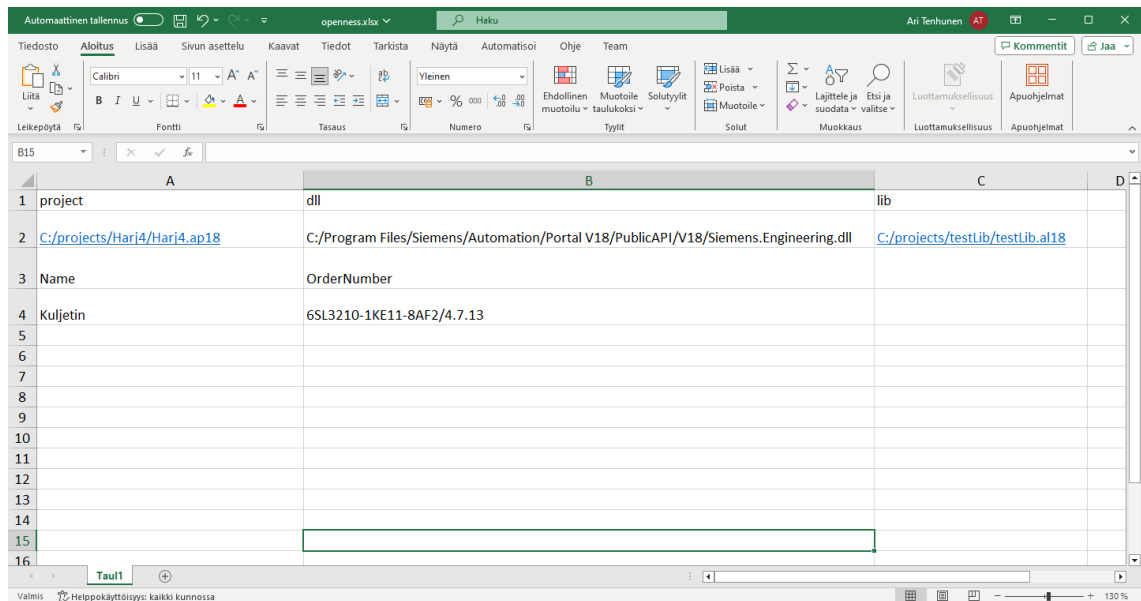 Automaattinen tallennus openness.xlsx Haku Ari Tenhunen AT
Tiedosto Aloitus Lisää Sivun asettelu Kaavat Tiedot Tarkista Näytä Automatisoi Ohje Team Kommentit Jaa
Liitä
Leikepöytä
Calibri 11 A A
B I U A
Fontti
ab
Tasaus
Yleinen
% 000
Numero
Ehdollinen muotoilu
Muotoile taulukoksi
Solutyylit
Tyylit
Lisää
Poista
Muotoile
Solut
Lajittele ja suodata
Etsi ja valitse
Muokkaus
Luottamuksellisuus
Luottamuksellisuus
Apuohjelmat
Apuohjelmat
B15 fx
A B C D
1 project dll lib
2 C:/projects/Harj4/Harj4.ap18 C:/Program Files/Siemens/Automation/Portal V18/PublicAPI/V18/Siemens.Engineering.dll C:/projects/testLib/testLib.al18
3 Name OrderNumber
4 Kuljetin 6SL3210-1KE11-8AF2/4.7.13
5
6
7
8
9
10
11
12
13
14
15
16
Taul1
Valmis Helppokäyttöisyys: kaikki kunnossa 130 %